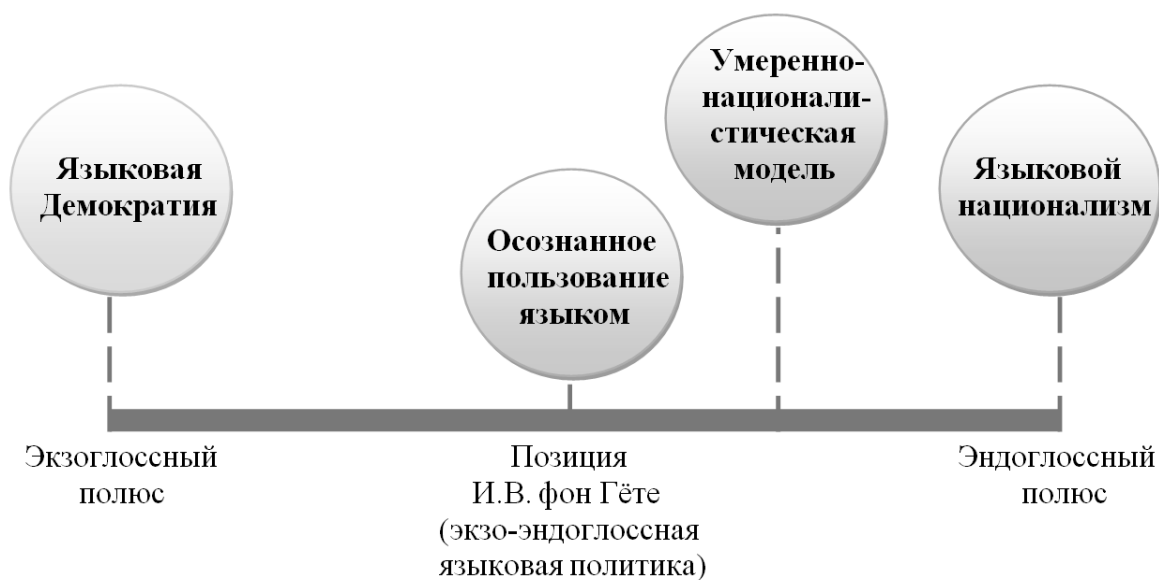 Языковая
Демократия
Осознанное
пользование
языком
Умеренно-
национали-
стическая
модель
Языковой
национализм
Экзоглоссный
полюс
Позиция
И.В. фон Гёте
(экзо-эндоглоссная
языковая политика)
Эндоглоссный
полюс